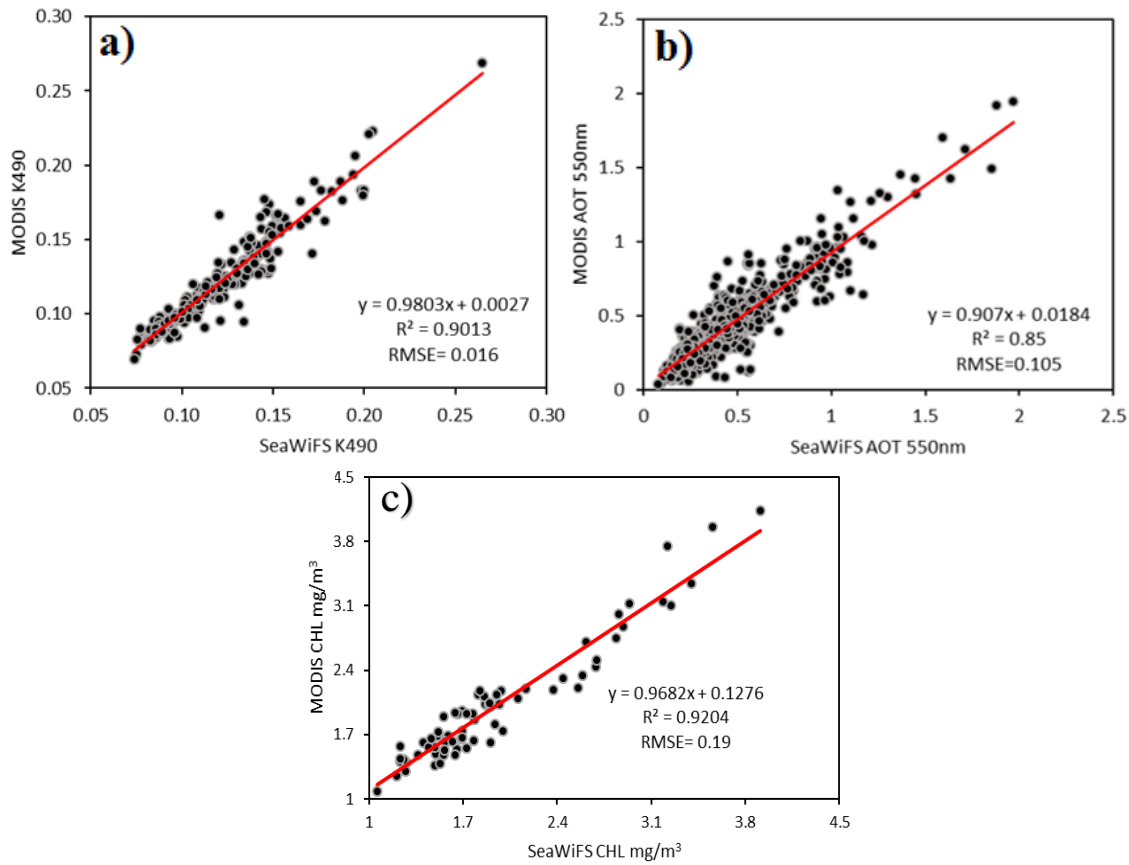 a)
0.30
0.25
0.20
0.15
0.10
0.05
MODIS K490
y = 0.9803x + 0.0027
R² = 0.9013
RMSE= 0.016
0.05 0.10 0.15 0.20 0.25 0.30
SeaWiFS K490
b)
2.5
2
1.5
1
0.5
0
MODIS AOT 550nm
y = 0.907x + 0.0184
R² = 0.85
RMSE=0.105
0 0.5 1 1.5 2 2.5
SeaWiFS AOT 550nm
c)
4.5
3.8
3.1
2.4
1.7
1
MODIS CHL mg/m³
y = 0.9682x + 0.1276
R² = 0.9204
RMSE= 0.19
1 1.7 2.4 3.1 3.8 4.5
SeaWiFS CHL mg/m³